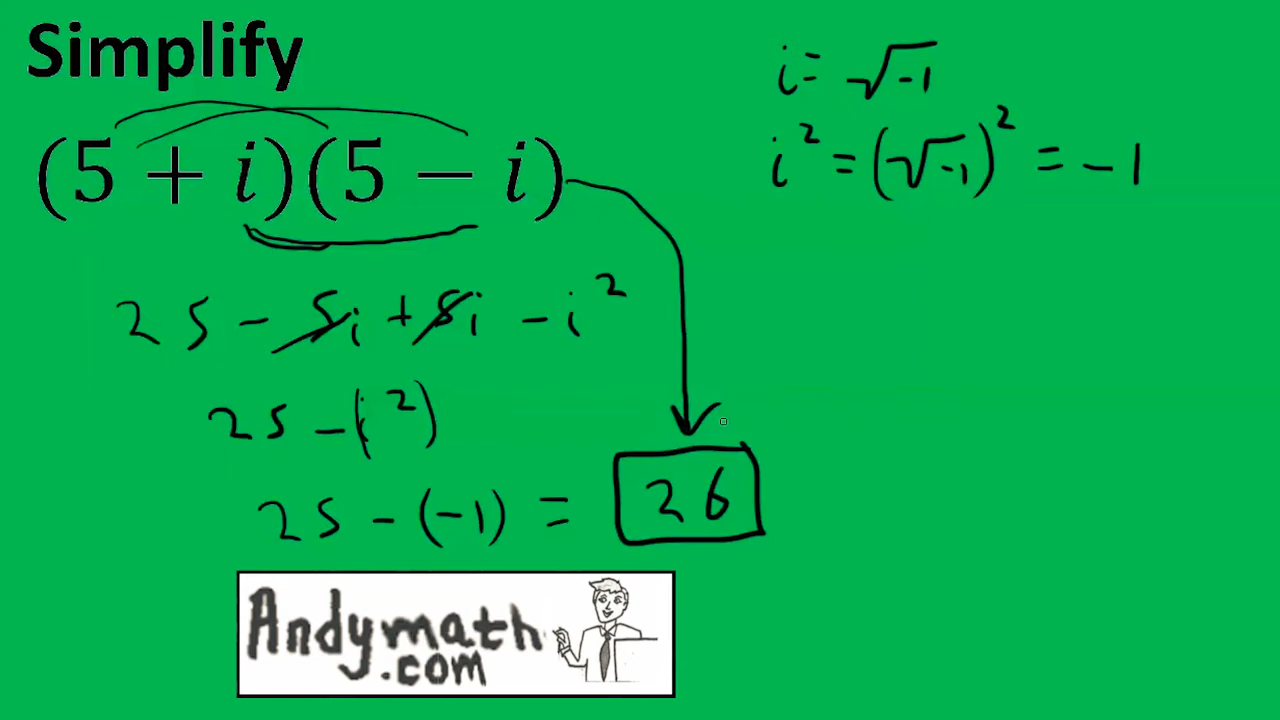 Simplify
(5 + i)(5 − i)
i = √-1
i² = (√-1)² = -1
25 - 5i + 5i - i²
25 - (i²)
25 - (-1) = 26
Andymath
.com